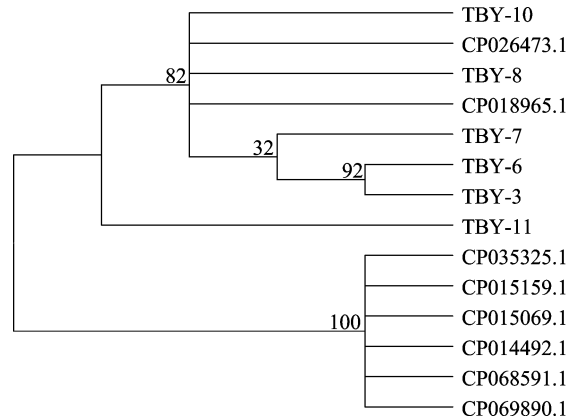 TBY-10
CP026473.1
82
TBY-8
CP018965.1
TBY-7
32
TBY-6
92
TBY-3
TBY-11
CP035325.1
CP015159.1
CP015069.1
100
CP014492.1
CP068591.1
CP069890.1